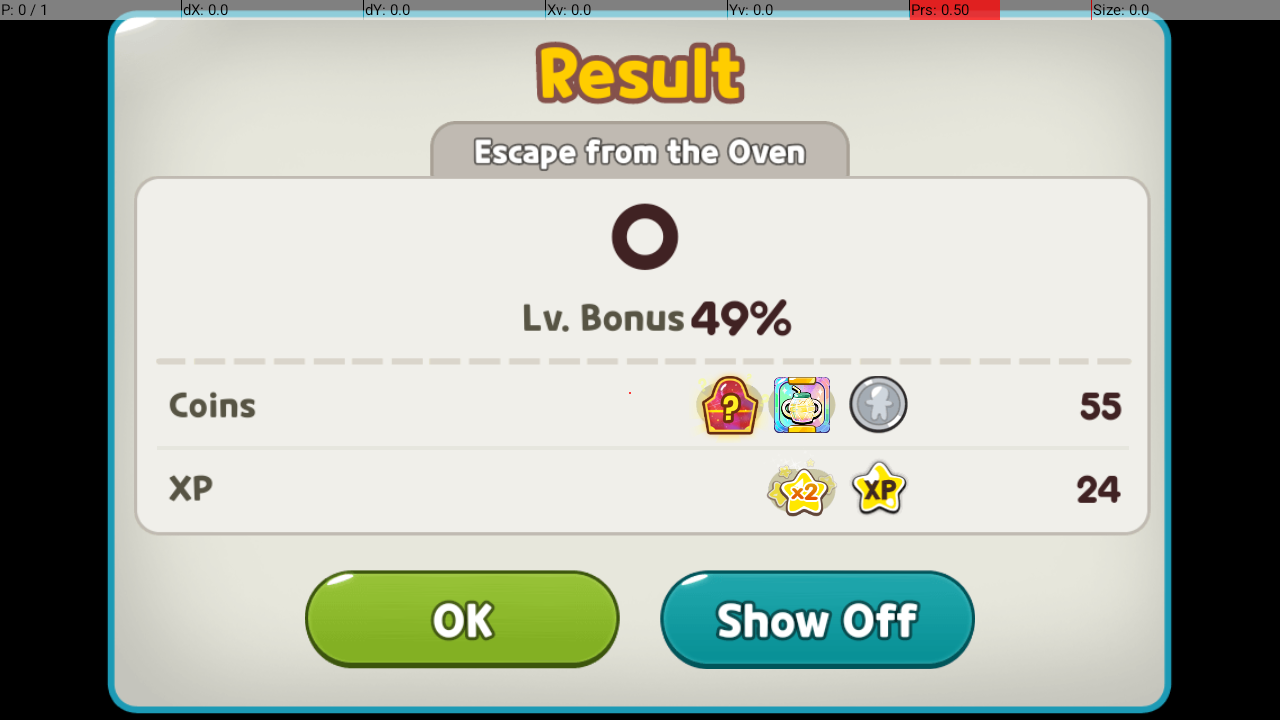 P: 0 / 1 dX: 0.0 dY: 0.0 Xv: 0.0 Yv: 0.0 Prs: 0.50 Size: 0.0
Result
Escape from the Oven
0
Lv. Bonus 49%
Coins ? 55
XP x2 XP 24
OK Show Off